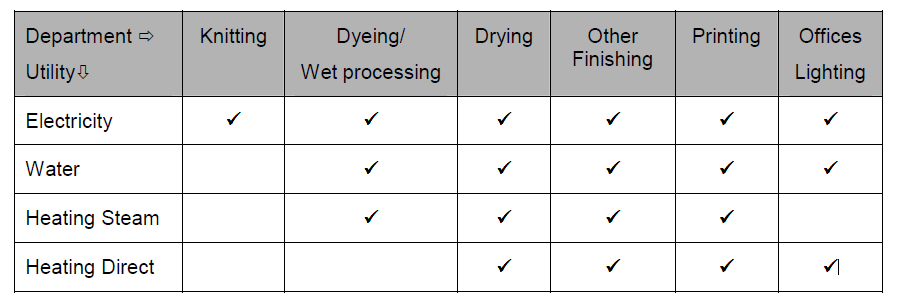 Department ⇨ Knitting Dyeing/ Drying Other Printing Offices
Utility⇩ Wet processing Finishing Lighting
Electricity ✓ ✓ ✓ ✓ ✓ ✓
Water ✓ ✓ ✓ ✓ ✓
Heating Steam ✓ ✓ ✓ ✓
Heating Direct ✓ ✓ ✓ ✓